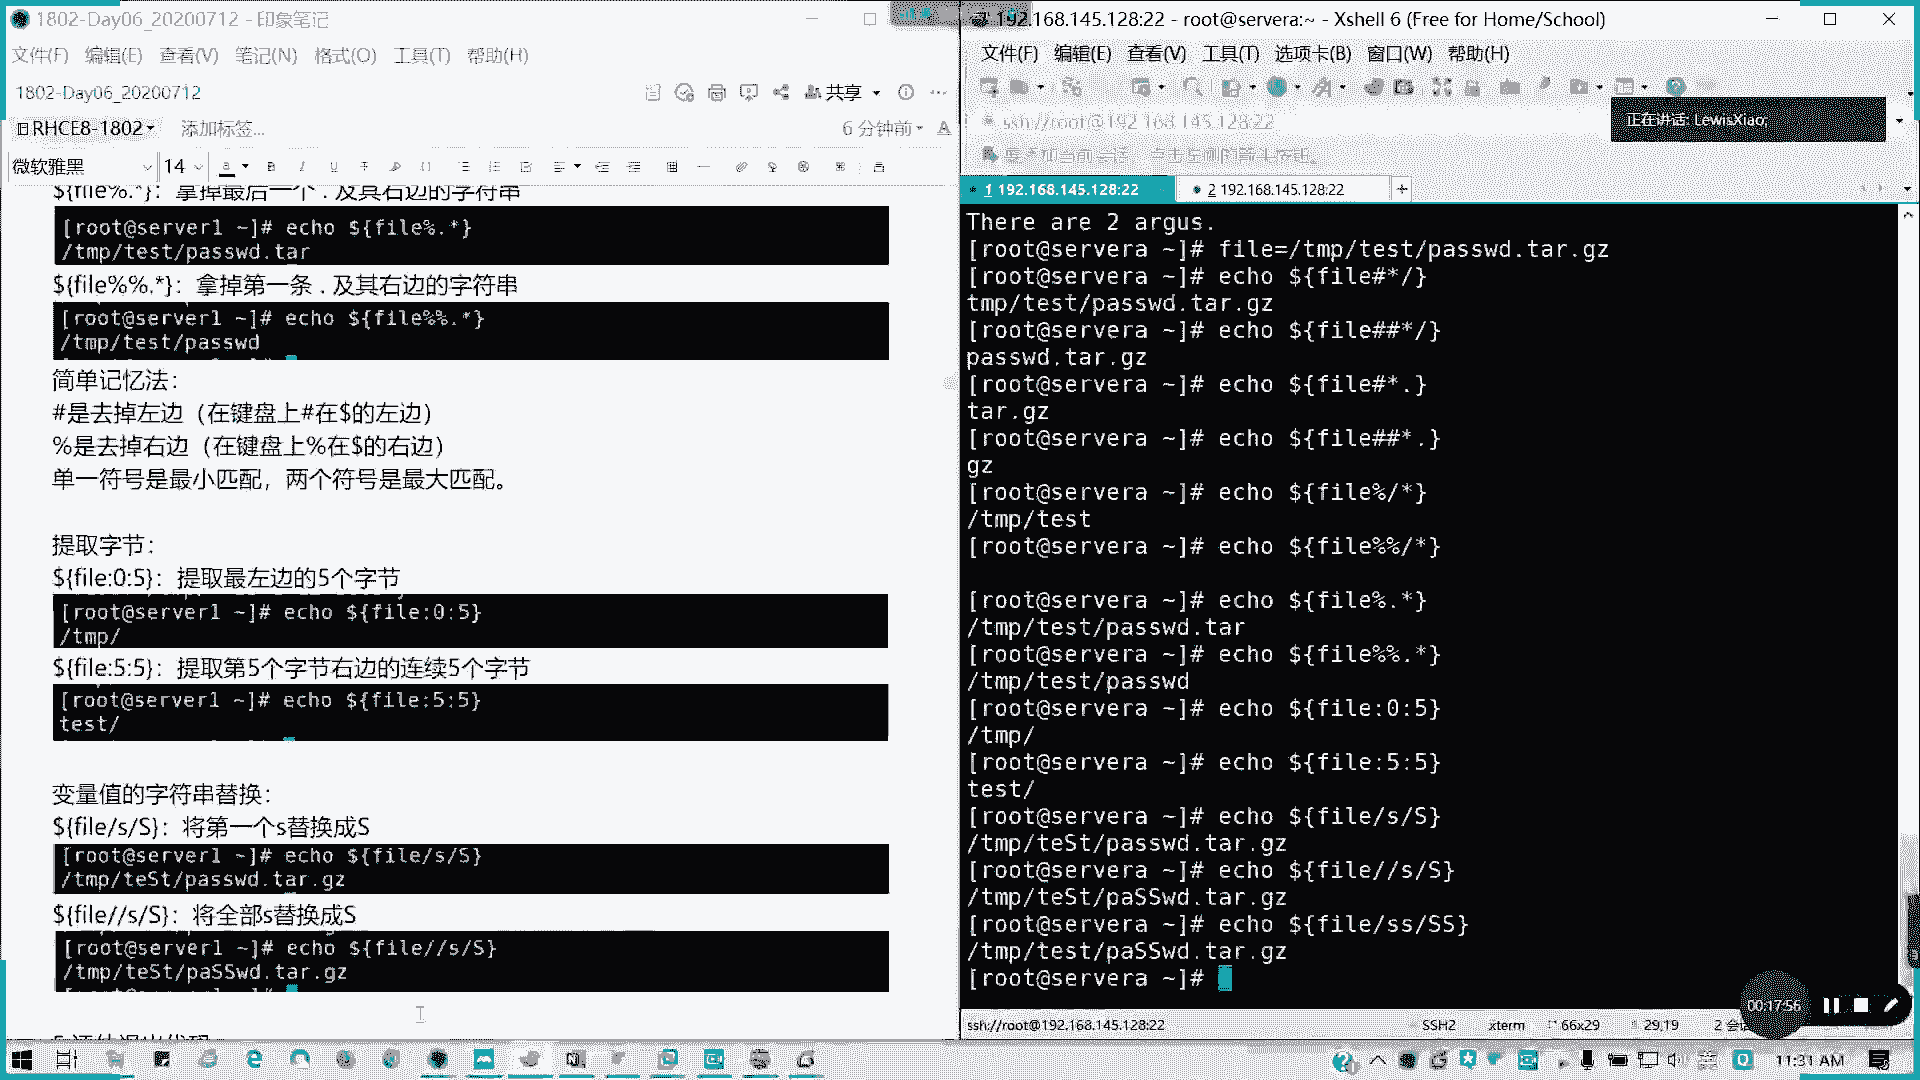 1802-Day06_20200712 - 印象笔记
文件(F) 编辑(E) 查看(V) 笔记(N) 格式(O) 工具(T) 帮助(H)
1802-Day06_20200712
共享
RHCE8-1802
添加标签...
6 分钟前
微软雅黑
14
${file%.*}：拿掉最后一个 . 及其右边的字符串
[root@server1 ~]# echo ${file%.*}
/tmp/test/passwd.tar
${file%%.*}：拿掉第一条 . 及其右边的字符串
[root@server1 ~]# echo ${file%%.*}
/tmp/test/passwd
简单记忆法：
#是去掉左边（在键盘上#在$的左边）
%是去掉右边（在键盘上%在$的右边）
单一符号是最小匹配，两个符号是最大匹配。
提取字节：
${file:0:5}：提取最左边的5个字节
[root@server1 ~]# echo ${file:0:5}
/tmp/
${file:5:5}：提取第5个字节右边的连续5个字节
[root@server1 ~]# echo ${file:5:5}
test/
变量值的字符串替换：
${file/s/S}：将第一个s替换成S
[root@server1 ~]# echo ${file/s/S}
/tmp/teSt/passwd.tar.gz
${file//s/S}：将全部s替换成S
[root@server1 ~]# echo ${file//s/S}
/tmp/teSt/paSSwd.tar.gz
192.168.145.128:22 - root@servera:~ - Xshell 6 (Free for Home/School)
文件(F) 编辑(E) 查看(V) 工具(T) 选项卡(B) 窗口(W) 帮助(H)
ssh://root@192.168.145.128:22
正在讲话: LewisXiao;
1 192.168.145.128:22
2 192.168.145.128:22
There are 2 argus.
[root@servera ~]# file=/tmp/test/passwd.tar.gz
[root@servera ~]# echo ${file#*/}
tmp/test/passwd.tar.gz
[root@servera ~]# echo ${file##*/}
passwd.tar.gz
[root@servera ~]# echo ${file#*.}
tar.gz
[root@servera ~]# echo ${file##*.}
gz
[root@servera ~]# echo ${file%/*}
/tmp/test
[root@servera ~]# echo ${file%%/*}
[root@servera ~]# echo ${file%.*}
/tmp/test/passwd.tar
[root@servera ~]# echo ${file%%.*}
/tmp/test/passwd
[root@servera ~]# echo ${file:0:5}
/tmp/
[root@servera ~]# echo ${file:5:5}
test/
[root@servera ~]# echo ${file/s/S}
/tmp/teSt/passwd.tar.gz
[root@servera ~]# echo ${file//s/S}
/tmp/teSt/paSSwd.tar.gz
[root@servera ~]# echo ${file/ss/SS}
/tmp/test/paSSwd.tar.gz
[root@servera ~]#
00:17:56
ssh://root@192.168.145.128:22
SSH2
xterm
66x29
29,19
11:31 AM